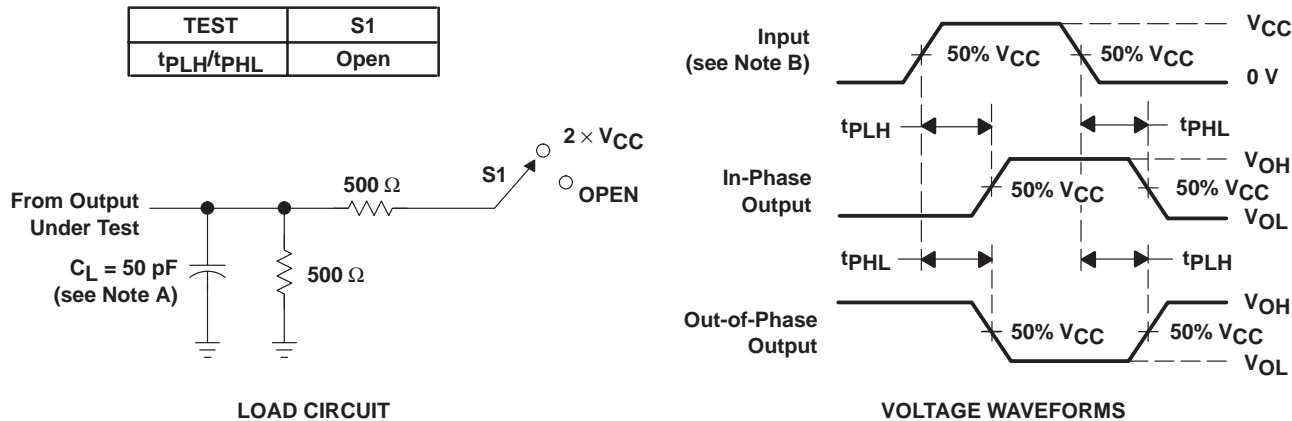 TEST S1
tPLH/tPHL Open
2 × VCC
S1
OPEN
500 Ω
From Output
Under Test
CL = 50 pF
(see Note A)
500 Ω
LOAD CIRCUIT
Input
(see Note B)
50% VCC 50% VCC
VCC
0 V
tPLH tPHL
In-Phase
Output
50% VCC 50% VCC
VOH
VOL
tPHL tPLH
Out-of-Phase
Output
50% VCC 50% VCC
VOH
VOL
VOLTAGE WAVEFORMS